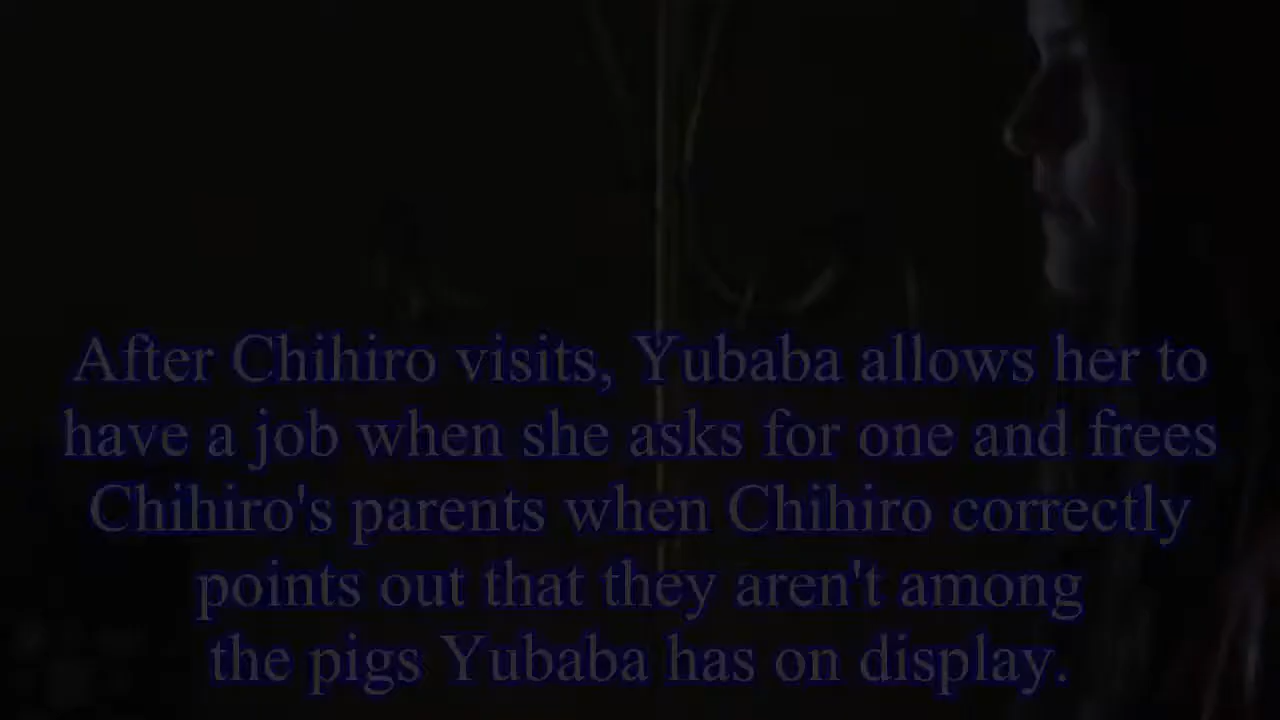 After Chihiro visits, Yubaba allows her to
have a job when she asks for one and frees
Chihiro's parents when Chihiro correctly
points out that they aren't among
the pigs Yubaba has on display.